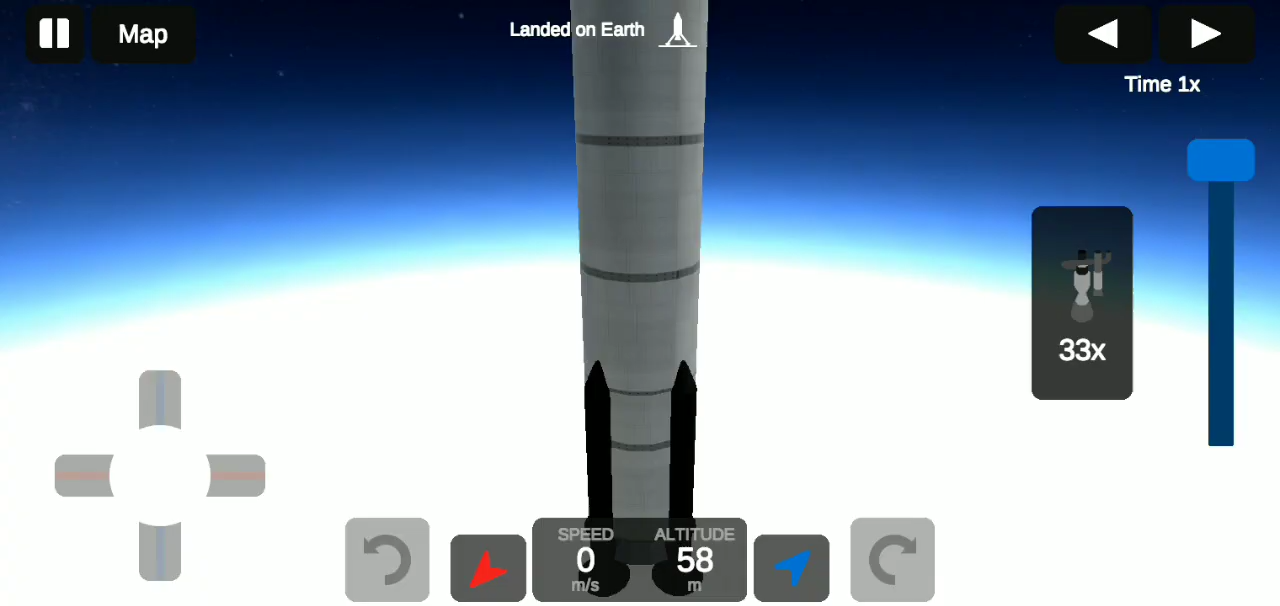 Map
Landed on Earth
Time 1x
33x
SPEED
0
m/s
ALTITUDE
58
m